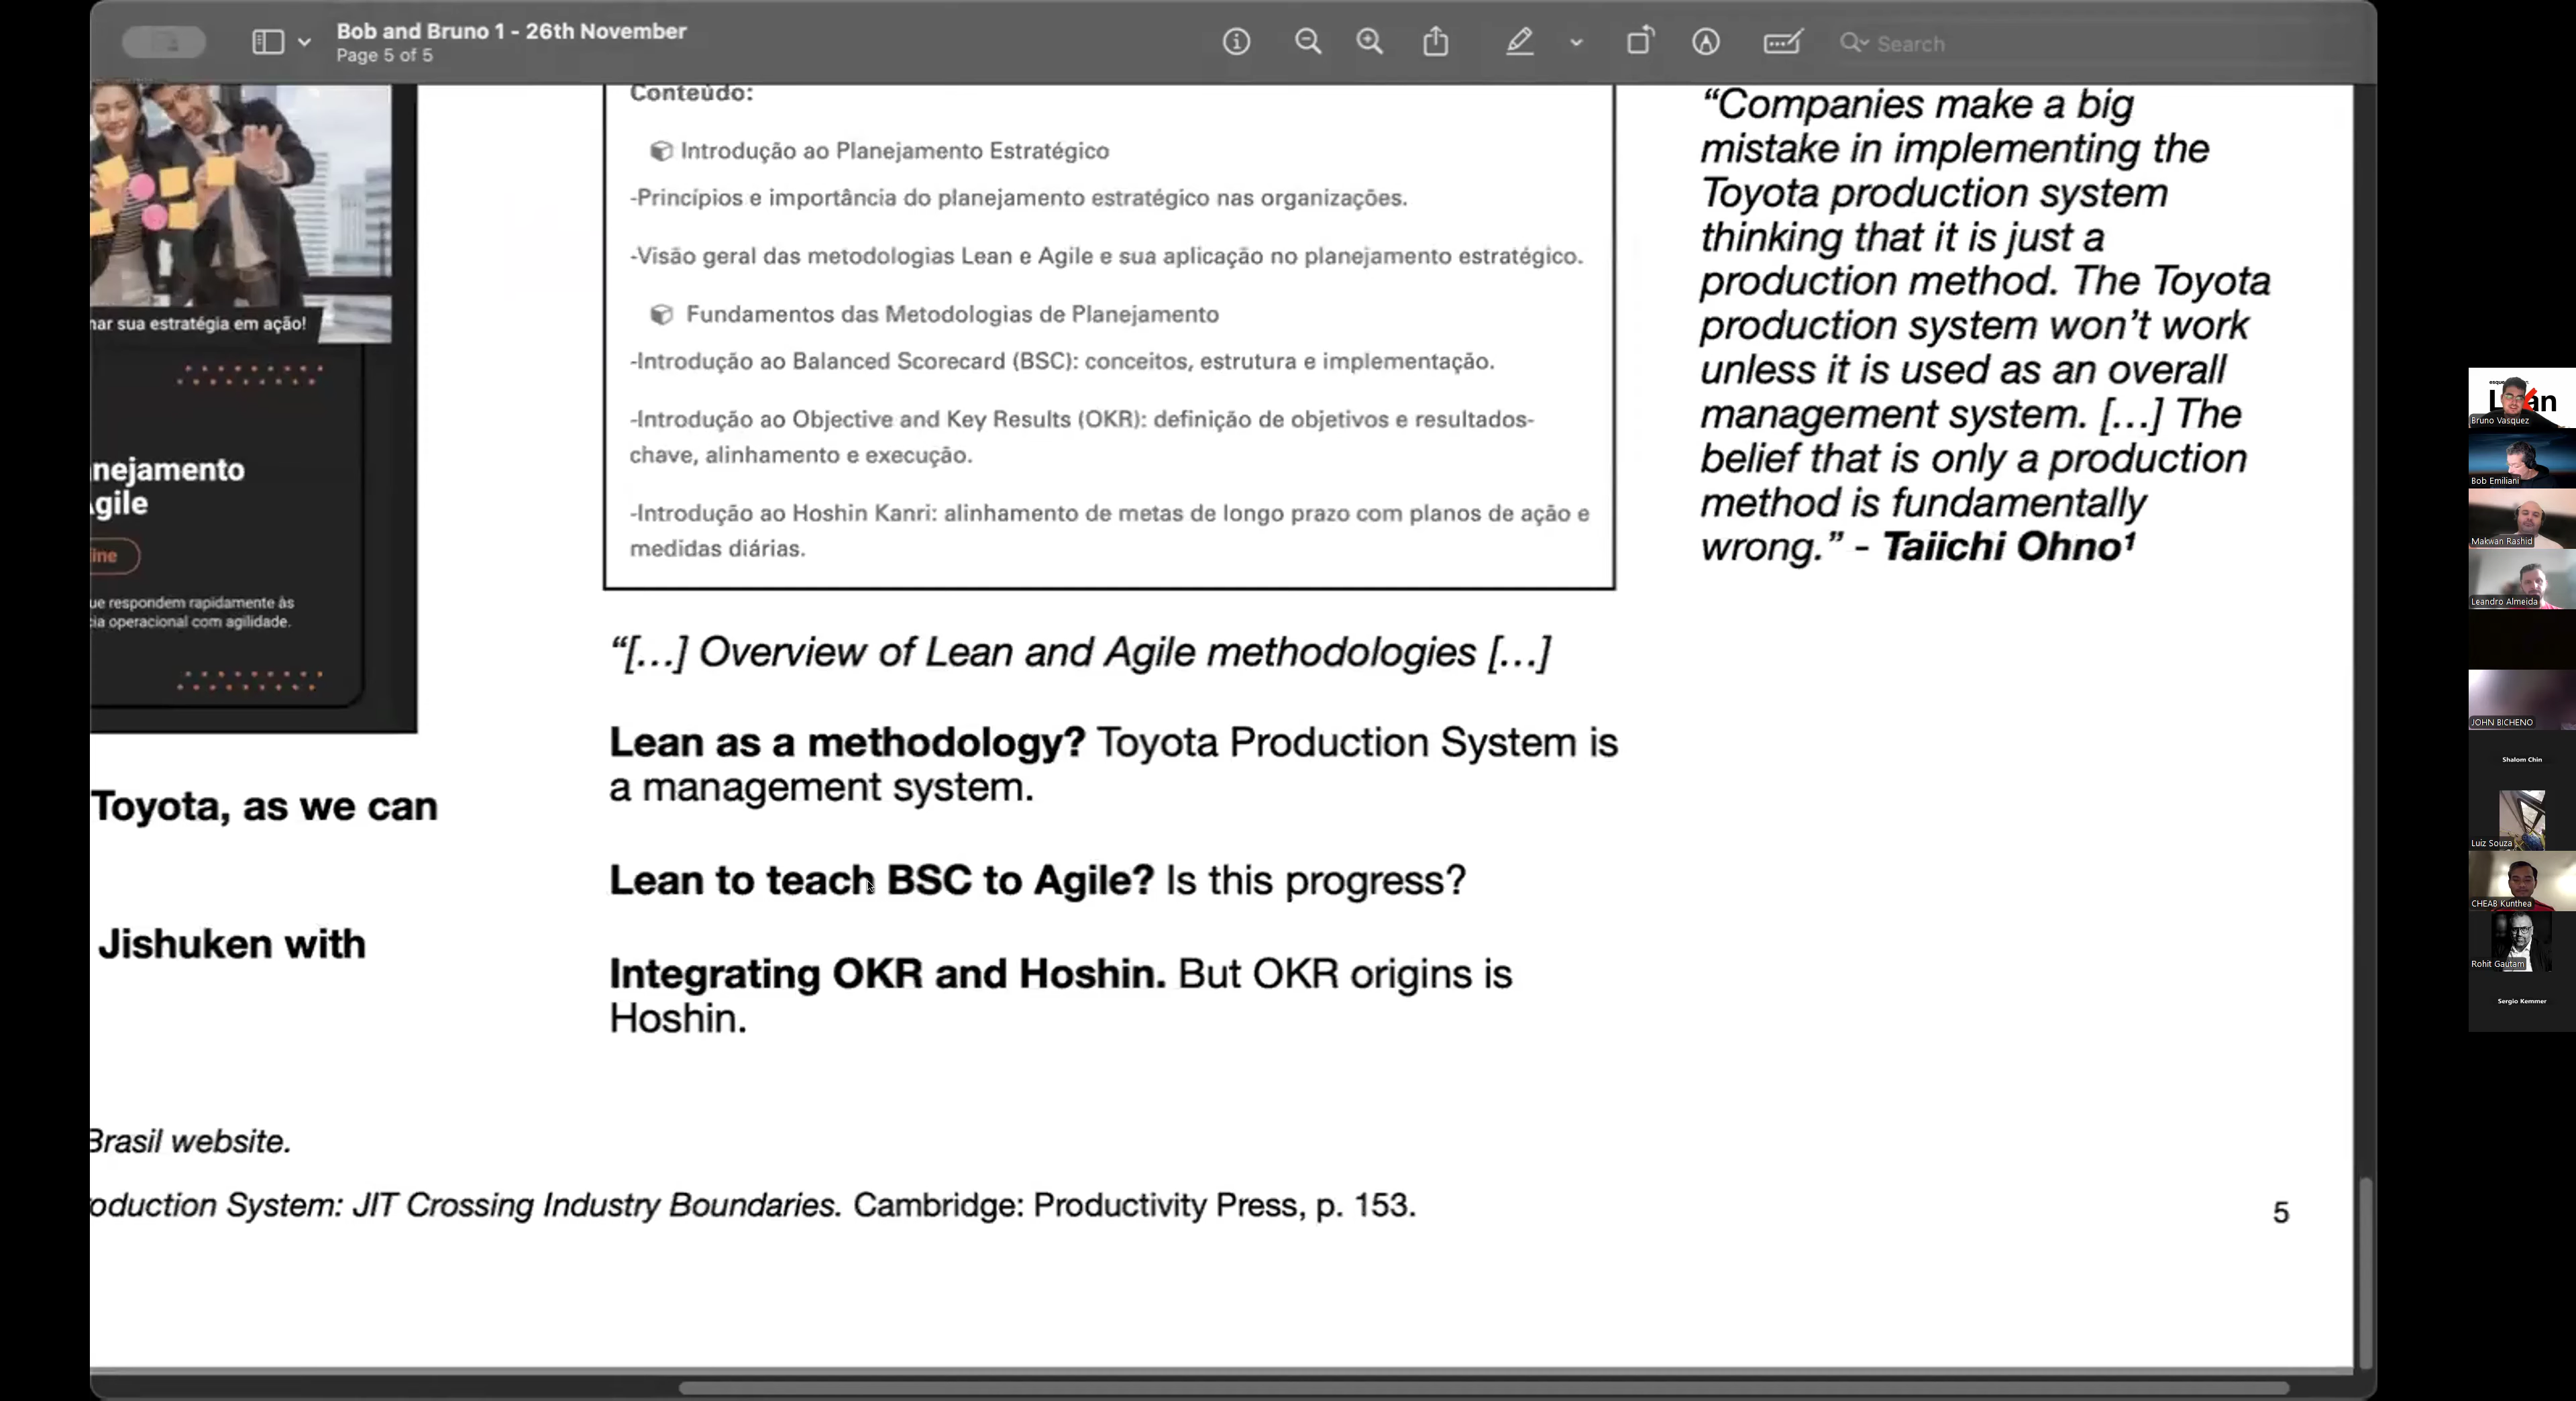 Bob and Bruno 1 - 26th November
Page 5 of 5
Search
nar sua estratégia em ação!
nejamento
gile
ine
ue respondem rapidamente às
cia operacional com agilidade.
Toyota, as we can
Jishuken with
Conteúdo:
Introdução ao Planejamento Estratégico
-Princípios e importância do planejamento estratégico nas organizações.
-Visão geral das metodologias Lean e Agile e sua aplicação no planejamento estratégico.
Fundamentos das Metodologias de Planejamento
-Introdução ao Balanced Scorecard (BSC): conceitos, estrutura e implementação.
-Introdução ao Objective and Key Results (OKR): definição de objetivos e resultados-
chave, alinhamento e execução.
-Introdução ao Hoshin Kanri: alinhamento de metas de longo prazo com planos de ação e
medidas diárias.
“[...] Overview of Lean and Agile methodologies [...]
Lean as a methodology? Toyota Production System is
a management system.
Lean to teach BSC to Agile? Is this progress?
Integrating OKR and Hoshin. But OKR origins is
Hoshin.
“Companies make a big
mistake in implementing the
Toyota production system
thinking that it is just a
production method. The Toyota
production system won’t work
unless it is used as an overall
management system. [...] The
belief that is only a production
method is fundamentally
wrong.” - Taiichi Ohno¹
Brasil website.
roduction System: JIT Crossing Industry Boundaries. Cambridge: Productivity Press, p. 153.
5
Bruno Vasquez
Bob Emiliani
Makwan Rashid
Leandro Almeida
JOHN BICHENO
Shalom Chin
Luiz Souza
CHEAB Kunthea
Rohit Gautam
Sergio Kemmer